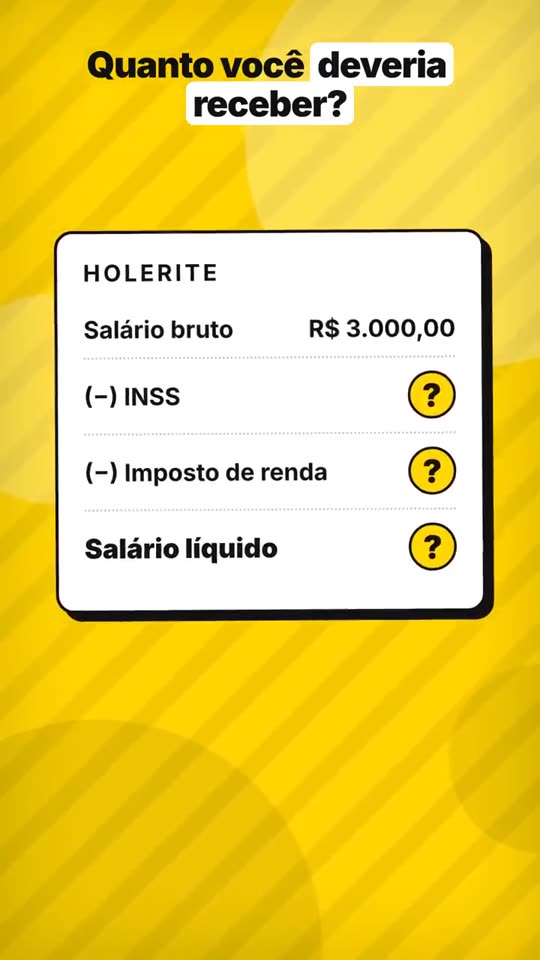 Quanto você deveria
receber?
HOLERITE
Salário bruto R$ 3.000,00
(−) INSS ?
(−) Imposto de renda ?
Salário líquido ?